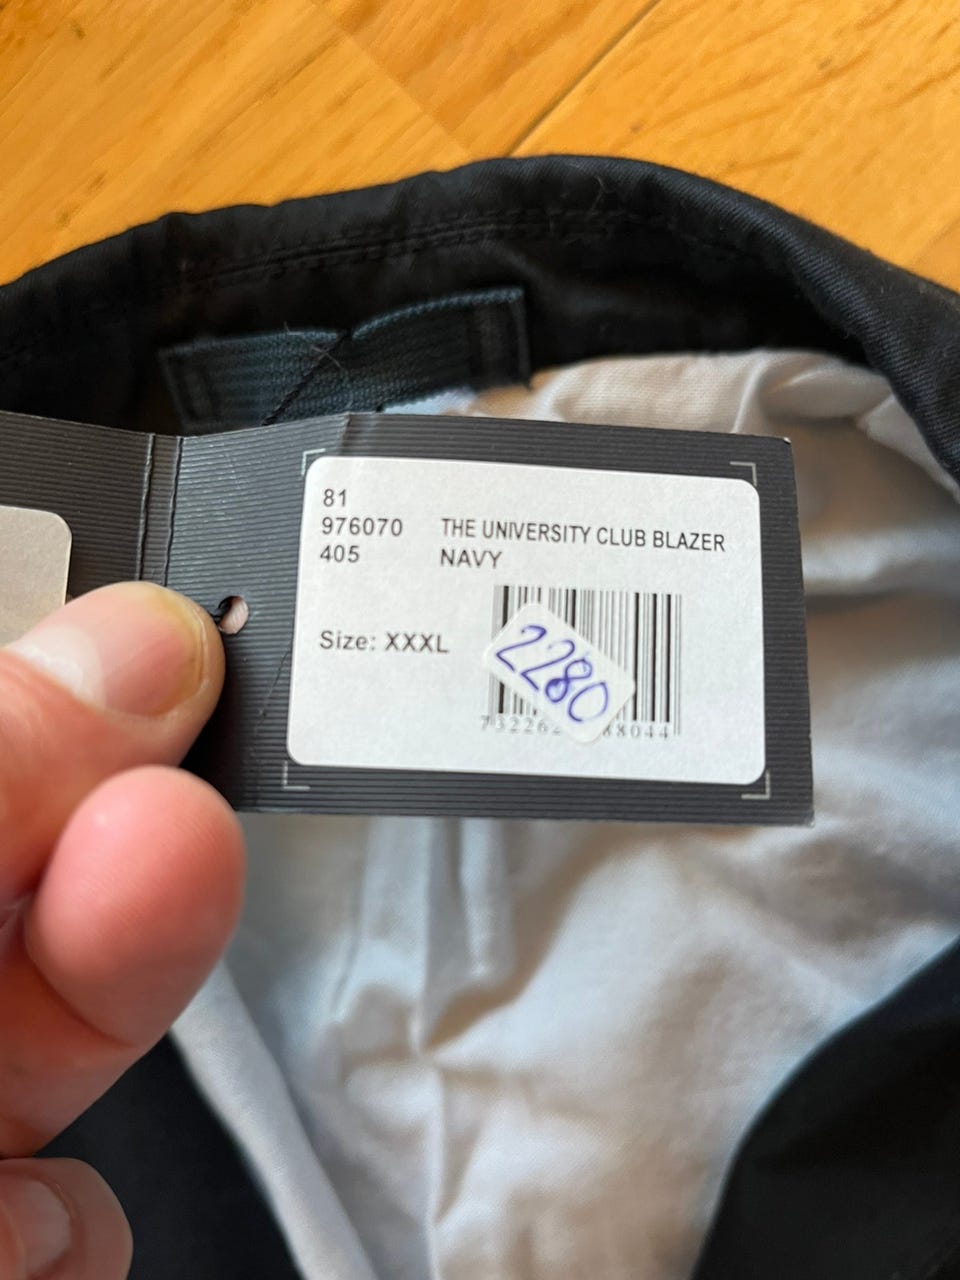 81
976070 THE UNIVERSITY CLUB BLAZER
405 NAVY
Size: XXXL
2280